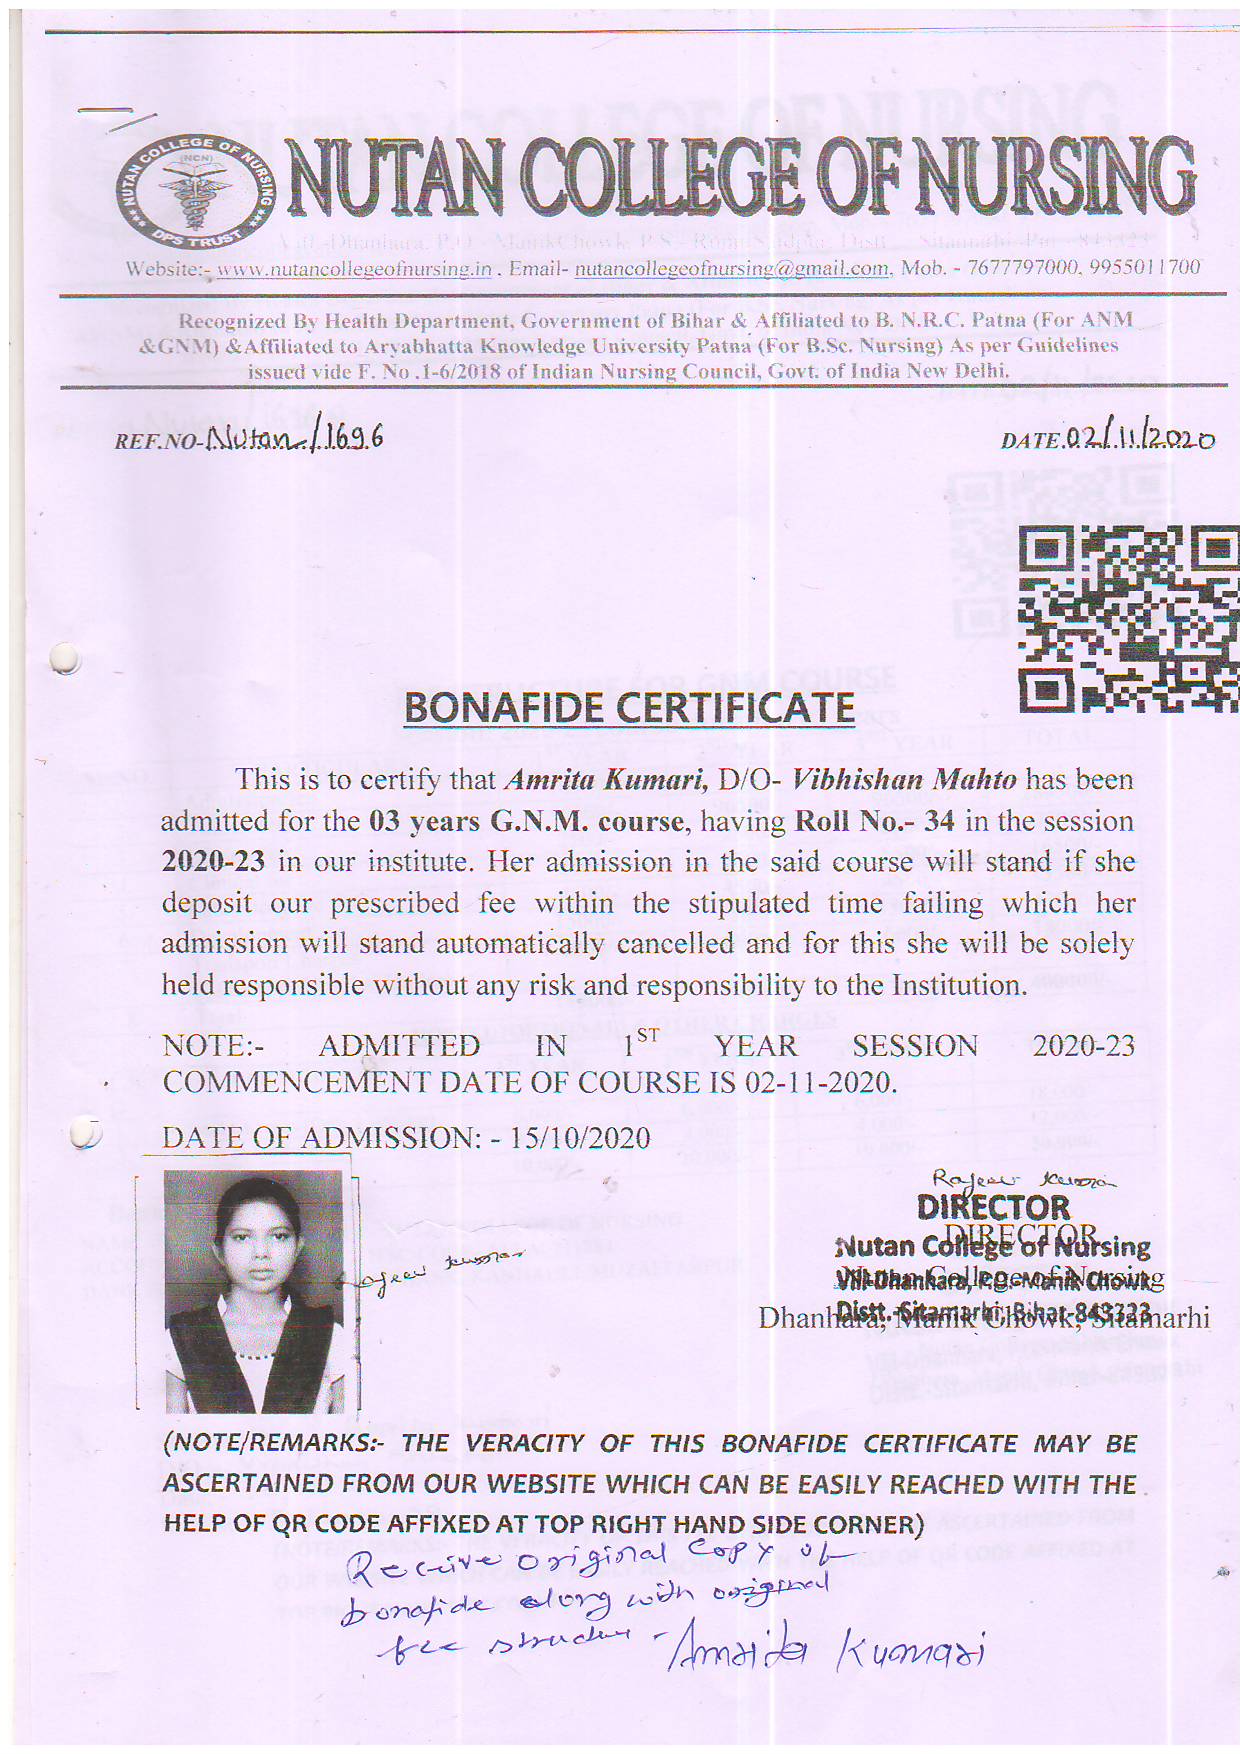 NUTAN COLLEGE OF NURSING
(NCN)
DPS TRUST
NUTAN COLLEGE OF NURSING
At/.-Dhanhara, P.O.- ManikChowk, P.S.- Runni Saidpur, Distt. - Sitamarhi, Pin - 843323
Website:- www.nutancollegeofnursing.in . Email- nutancollegeofnursing@gmail.com, Mob. - 7677797000, 9955011700
Recognized By Health Department, Government of Bihar & Affiliated to B. N.R.C. Patna (For ANM
&GNM) &Affiliated to Aryabhatta Knowledge University Patna (For B.Sc. Nursing) As per Guidelines
issued vide F. No .1-6/2018 of Indian Nursing Council, Govt. of India New Delhi.
REF.NO-Nutan/1696 DATE.02/11/2020
BONAFIDE CERTIFICATE
This is to certify that Amrita Kumari, D/O- Vibhishan Mahto has been
admitted for the 03 years G.N.M. course, having Roll No.- 34 in the session
2020-23 in our institute. Her admission in the said course will stand if she
deposit our prescribed fee within the stipulated time failing which her
admission will stand automatically cancelled and for this she will be solely
held responsible without any risk and responsibility to the Institution.
NOTE:- ADMITTED IN 1ST YEAR SESSION 2020-23
COMMENCEMENT DATE OF COURSE IS 02-11-2020.
DATE OF ADMISSION: - 15/10/2020
Rajeev Kumar
DIRECTOR
DIRECTOR
Nutan College of Nursing
Rajeev Kumar
Nutan College of Nursing
Vill-Dhanhara, P.O.-Manik Chowk
Distt.-Sitamarhi, Bihar-843323
Dhanhara, Manik Chowk, Sitamarhi
(NOTE/REMARKS:- THE VERACITY OF THIS BONAFIDE CERTIFICATE MAY BE
ASCERTAINED FROM OUR WEBSITE WHICH CAN BE EASILY REACHED WITH THE
HELP OF QR CODE AFFIXED AT TOP RIGHT HAND SIDE CORNER)
Receive original copy of
bonafide along with original
fee structure - Amrita Kumari